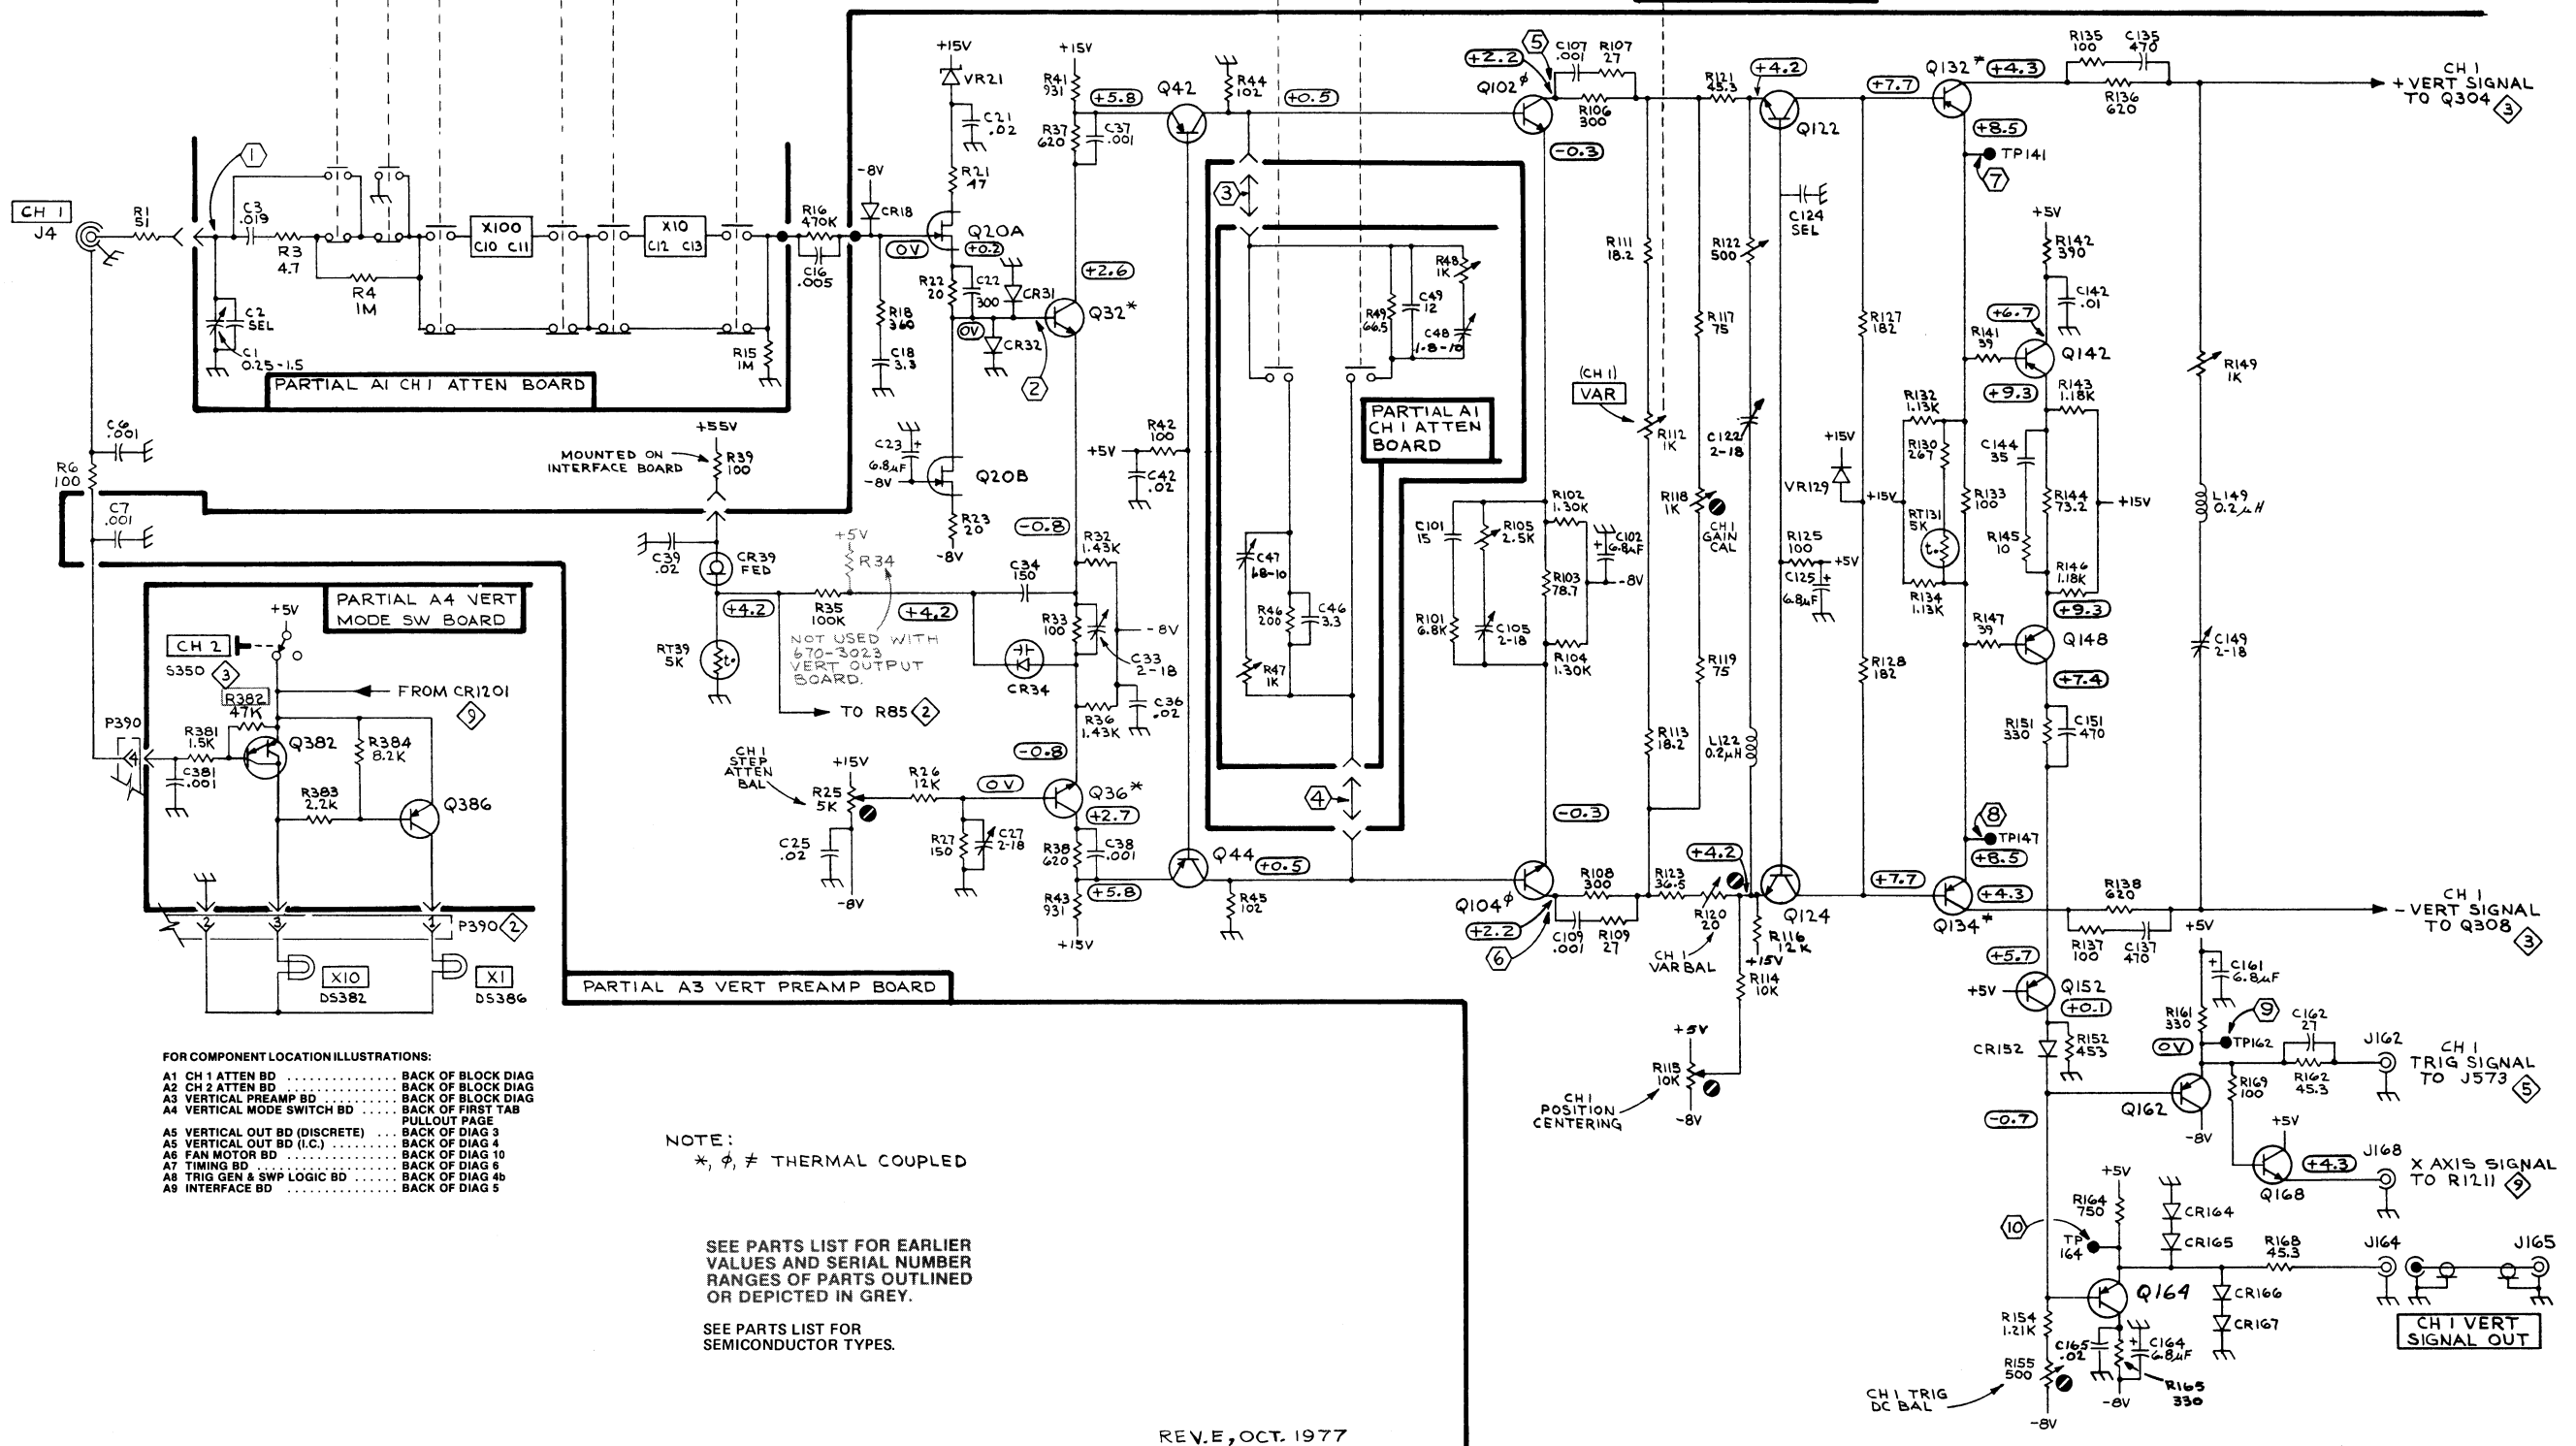 CH 1
J4
R1
51
1
C3
.019
R3
4.7
R4
1M
C2
SEL
C1
0.25-1.5
X100
C10 C11
X10
C12 C13
R15
1M
PARTIAL A1 CH 1 ATTEN BOARD
R16
470K
C16
.005
-8V
CR18
0V
R18
360
C18
3.3
+15V
VR21
C21
.02
R21
47
Q20A
+0.2
R22
20
C22
300
CR31
0V
CR32
2
C23
6.8µF
+
-8V
Q20B
R23
20
-8V
+15V
R41
931
+5.8
R37
620
C37
.001
+2.6
Q32*
Q42
R44
102
+0.5
R42
100
+5V
C42
.02
-0.8
R32
1.43K
C34
150
R33
100
-8V
C33
2-18
CR34
R36
1.43K
C36
.02
-0.8
Q36*
+2.7
R38
620
C38
.001
+5.8
R43
931
+15V
Q44
+0.5
R45
102
C6
.001
R6
100
C7
.001
MOUNTED ON
INTERFACE BOARD
+55V
R39
100
C39
.02
CR39
FED
+4.2
RT39
5K
t°
R35
100K
+5V
R34
+4.2
NOT USED WITH
670-3023
VERT OUTPUT
BOARD.
TO R85 2
CH 1
STEP
ATTEN
BAL
+15V
R25
5K
C25
.02
-8V
R26
12K
0V
R27
150
C27
2-18
PARTIAL A4 VERT
MODE SW BOARD
+5V
CH 2
S350
3
FROM CR1201
9
R382
47K
P390
4
R381
1.5K
C381
.001
Q382
R384
8.2K
R383
2.2K
Q386
2
3
1
P390 2
X10
DS382
X1
DS386
PARTIAL A3 VERT PREAMP BOARD
3
R49
66.5
C49
12
R48
1K
C48
1.8-10
C47
R46
200
C46
3.3
R47
1K
PARTIAL A1
CH 1 ATTEN
BOARD
4
+2.2
5
Q102ϕ
C107
.001
R107
27
R106
300
-0.3
R121
45.3
+4.2
Q122
R111
18.2
R122
500
C124
SEL
R117
75
(CH 1)
VAR
R112
1K
C122
2-18
R118
1K
CH 1
GAIN
CAL
C101
15
R105
2.5K
R102
1.30K
C102
6.8µF
+
-8V
R103
78.7
R101
6.8K
C105
2-18
R104
1.30K
R119
75
R113
18.2
L122
0.2µH
R125
100
+5V
C125
6.8µF
+
-0.3
Q104ϕ
+2.2
6
R108
300
C109
.001
R109
27
R123
36.5
R120
20
CH 1
VAR BAL
+4.2
Q124
R116
12K
+15V
R114
10K
+5V
R115
10K
-8V
CH 1
POSITION
CENTERING
+7.7
Q132*
+4.3
+8.5
TP141
7
R135
100
C135
470
R136
620
CH 1
+VERT SIGNAL
TO Q304 3
R127
182
+15V
VR129
+15V
R128
182
R132
1.13K
R130
267
RT131
5K
t°
R134
1.13K
R133
100
+5V
R142
390
C142
.01
+6.7
R141
39
Q142
+9.3
R143
1.18K
C144
35
R144
73.2
+15V
R145
10
R146
1.18K
+9.3
R147
39
Q148
+7.4
R151
330
C151
470
R149
1K
L149
0.2µH
C149
2-18
8
TP147
+8.5
+7.7
+4.3
Q134*
R138
620
R137
100
C137
470
CH 1
-VERT SIGNAL
TO Q308
3
+5.7
+5V
Q152
+0.1
CR152
R152
453
-0.7
+5V
C161
6.8µF
+
R161
330
9
TP162
0V
C162
27
R162
45.3
J162
CH 1
TRIG SIGNAL
TO J573
5
Q162
-8V
R169
100
+5V
+4.3
Q168
J168
X AXIS SIGNAL
TO R1211
9
+5V
R164
750
10
TP
164
CR164
CR165
R168
45.3
J164
J165
Q164
CR166
CR167
CH 1 VERT
SIGNAL OUT
R154
1.21K
R155
500
-8V
CH 1 TRIG
DC BAL
C165
.02
C164
6.8µF
+
R165
330
-8V
FOR COMPONENT LOCATION ILLUSTRATIONS:
A1 CH 1 ATTEN BD . . . . . . . . . . . . . . . BACK OF BLOCK DIAG
A2 CH 2 ATTEN BD . . . . . . . . . . . . . . . BACK OF BLOCK DIAG
A3 VERTICAL PREAMP BD . . . . . . . . . . BACK OF BLOCK DIAG
A4 VERTICAL MODE SWITCH BD . . . . . BACK OF FIRST TAB
PULLOUT PAGE
A5 VERTICAL OUT BD (DISCRETE) . . . BACK OF DIAG 3
A5 VERTICAL OUT BD (I.C.) . . . . . . . . . BACK OF DIAG 4
A6 FAN MOTOR BD . . . . . . . . . . . . . . . BACK OF DIAG 10
A7 TIMING BD . . . . . . . . . . . . . . . . . . . BACK OF DIAG 6
A8 TRIG GEN & SWP LOGIC BD . . . . . . BACK OF DIAG 4b
A9 INTERFACE BD . . . . . . . . . . . . . . . BACK OF DIAG 5
NOTE:
*, ϕ, ≠ THERMAL COUPLED
SEE PARTS LIST FOR EARLIER
VALUES AND SERIAL NUMBER
RANGES OF PARTS OUTLINED
OR DEPICTED IN GREY.
SEE PARTS LIST FOR
SEMICONDUCTOR TYPES.
REV. E, OCT. 1977